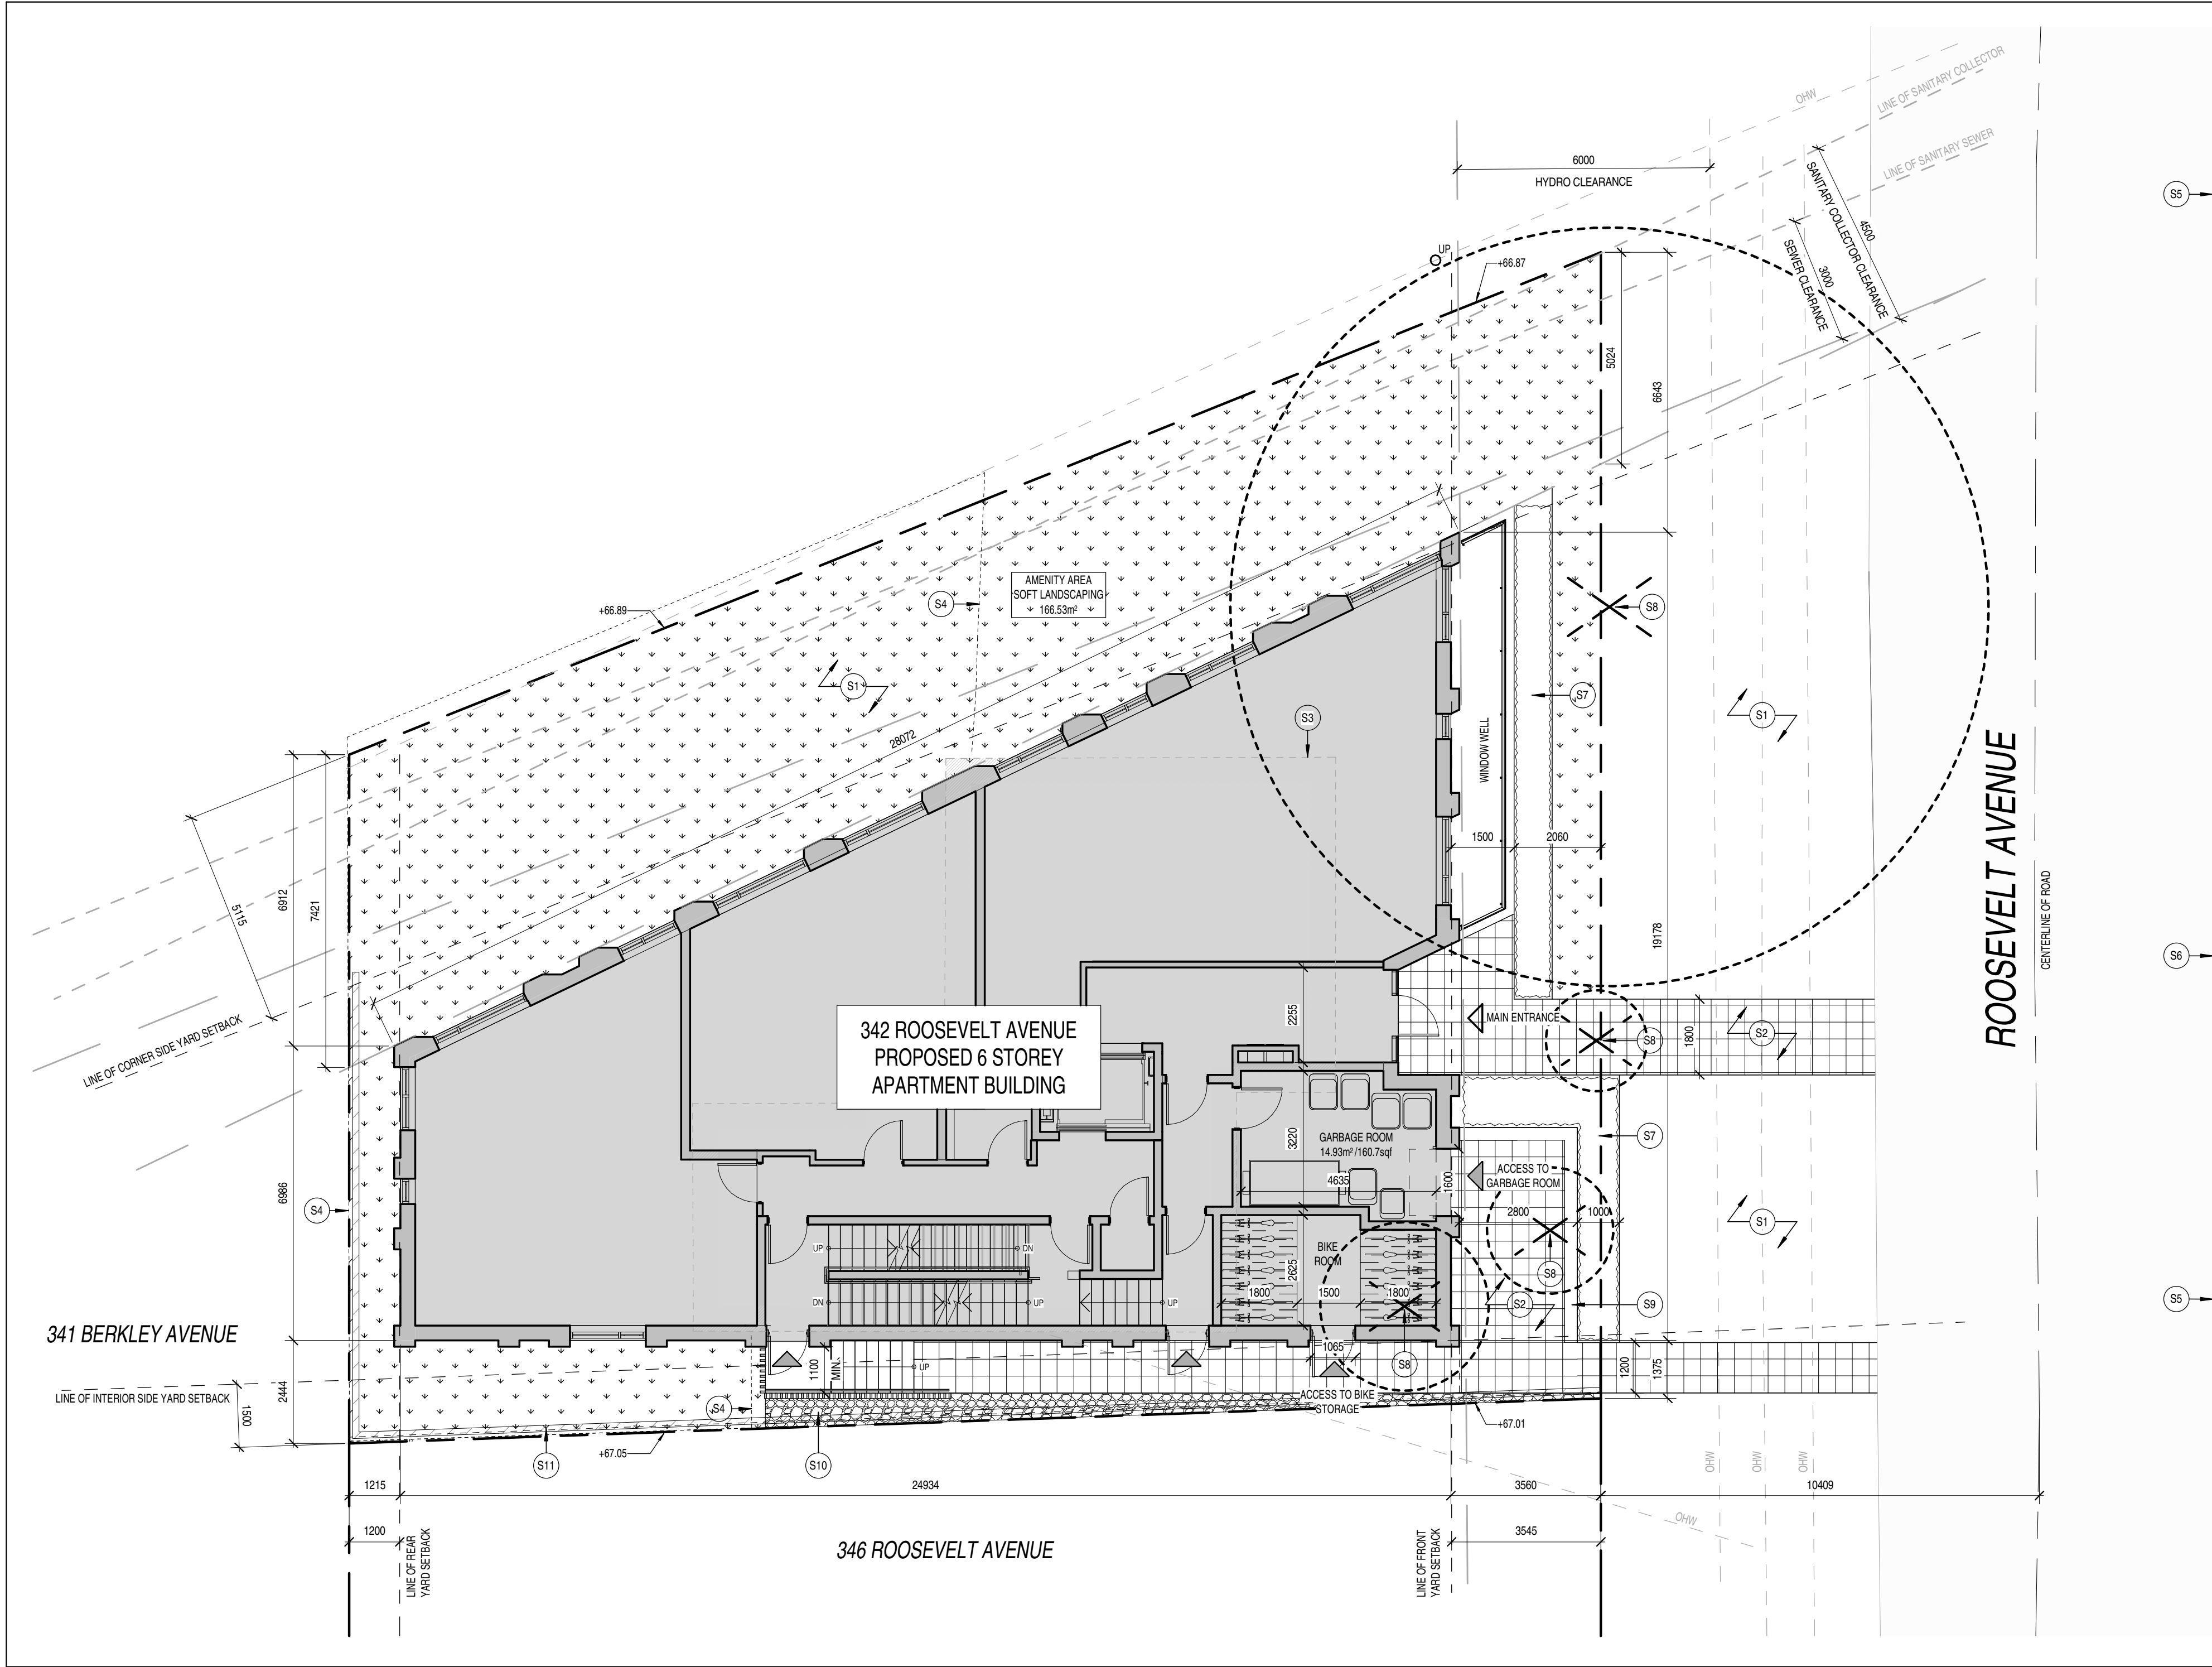 OHW
LINE OF SANITARY COLLECTOR
LINE OF SANITARY SEWER
6000
HYDRO CLEARANCE
4500
SANITARY COLLECTOR CLEARANCE
3000
SEWER CLEARANCE
S5
UP
+66.87
5024
6643
AMENITY AREA
SOFT LANDSCAPING
166.53m²
S4
+66.89
S8
S1
S7
S3
S1
28072
WINDOW WELL
1500
2060
ROOSEVELT AVENUE
CENTERLINE OF ROAD
6912
7421
5115
19178
S6
LINE OF CORNER SIDE YARD SETBACK
342 ROOSEVELT AVENUE
PROPOSED 6 STOREY
APARTMENT BUILDING
2255
MAIN ENTRANCE
S8
1800
S2
GARBAGE ROOM
14.93m²/160.7sqf
3220
4635
1600
ACCESS TO
GARBAGE ROOM
S7
6986
S4
2800
1000
S1
UP
DN
BIKE
ROOM
2625
S8
DN
UP
UP
1800
1500
1800
S2
S9
S5
341 BERKLEY AVENUE
1065
S8
1100
MIN.
UP
1200
1375
LINE OF INTERIOR SIDE YARD SETBACK
1500
2444
S4
ACCESS TO BIKE
STORAGE
+67.01
+67.05
S11
S10
OHW
OHW
OHW
1215
24934
3560
10409
1200
3545
OHW
LINE OF REAR
YARD SETBACK
346 ROOSEVELT AVENUE
LINE OF FRONT
YARD SETBACK